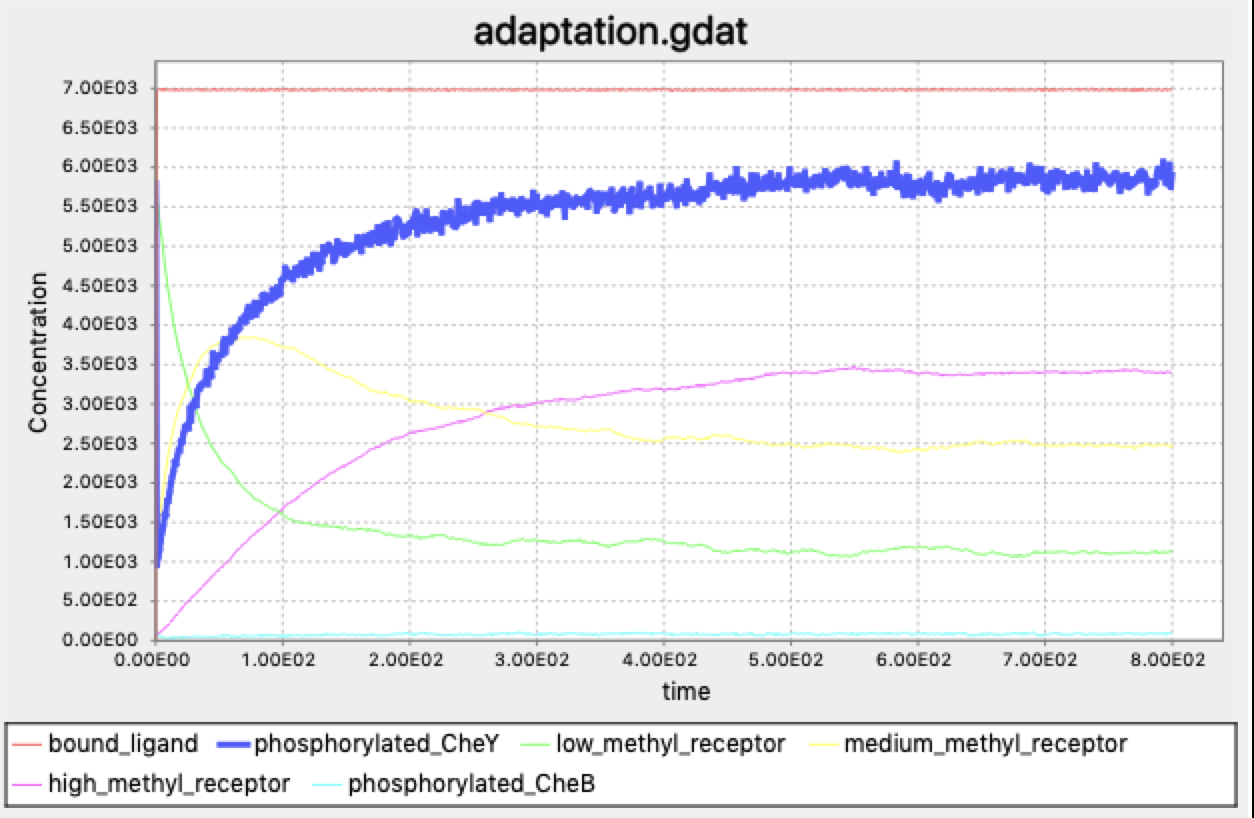 adaptation.gdat
7.00E03
6.50E03
6.00E03
5.50E03
5.00E03
4.50E03
4.00E03
3.50E03
3.00E03
2.50E03
2.00E03
1.50E03
1.00E03
5.00E02
0.00E00
Concentration
0.00E00 1.00E02 2.00E02 3.00E02 4.00E02 5.00E02 6.00E02 7.00E02 8.00E02
time
bound_ligand phosphorylated_CheY low_methyl_receptor medium_methyl_receptor
high_methyl_receptor phosphorylated_CheB